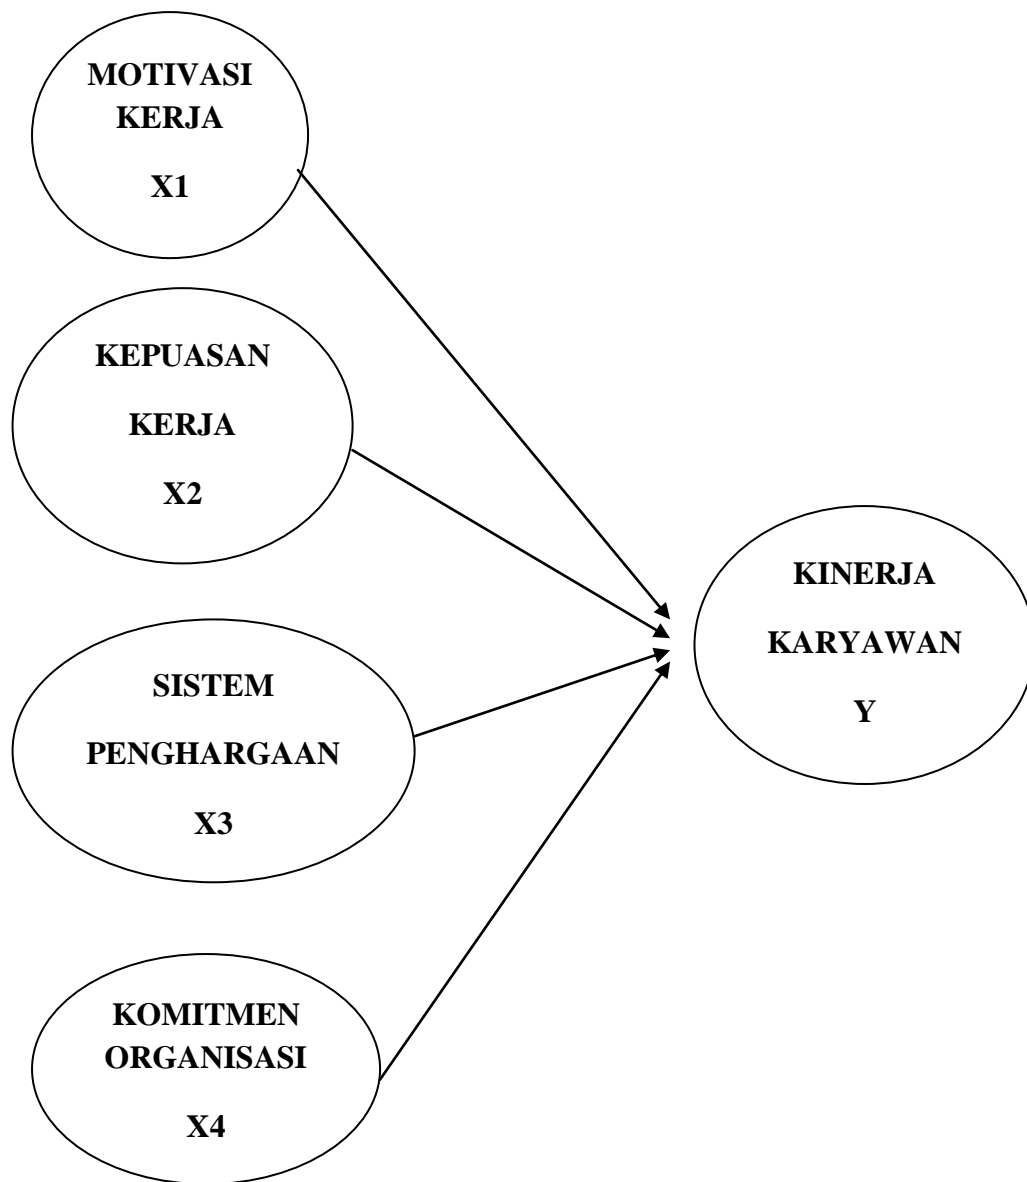 MOTIVASI
KERJA
X1
KEPUASAN
KERJA
X2
SISTEM
PENGHARGAAN
X3
KOMITMEN
ORGANISASI
X4
KINERJA
KARYAWAN
Y